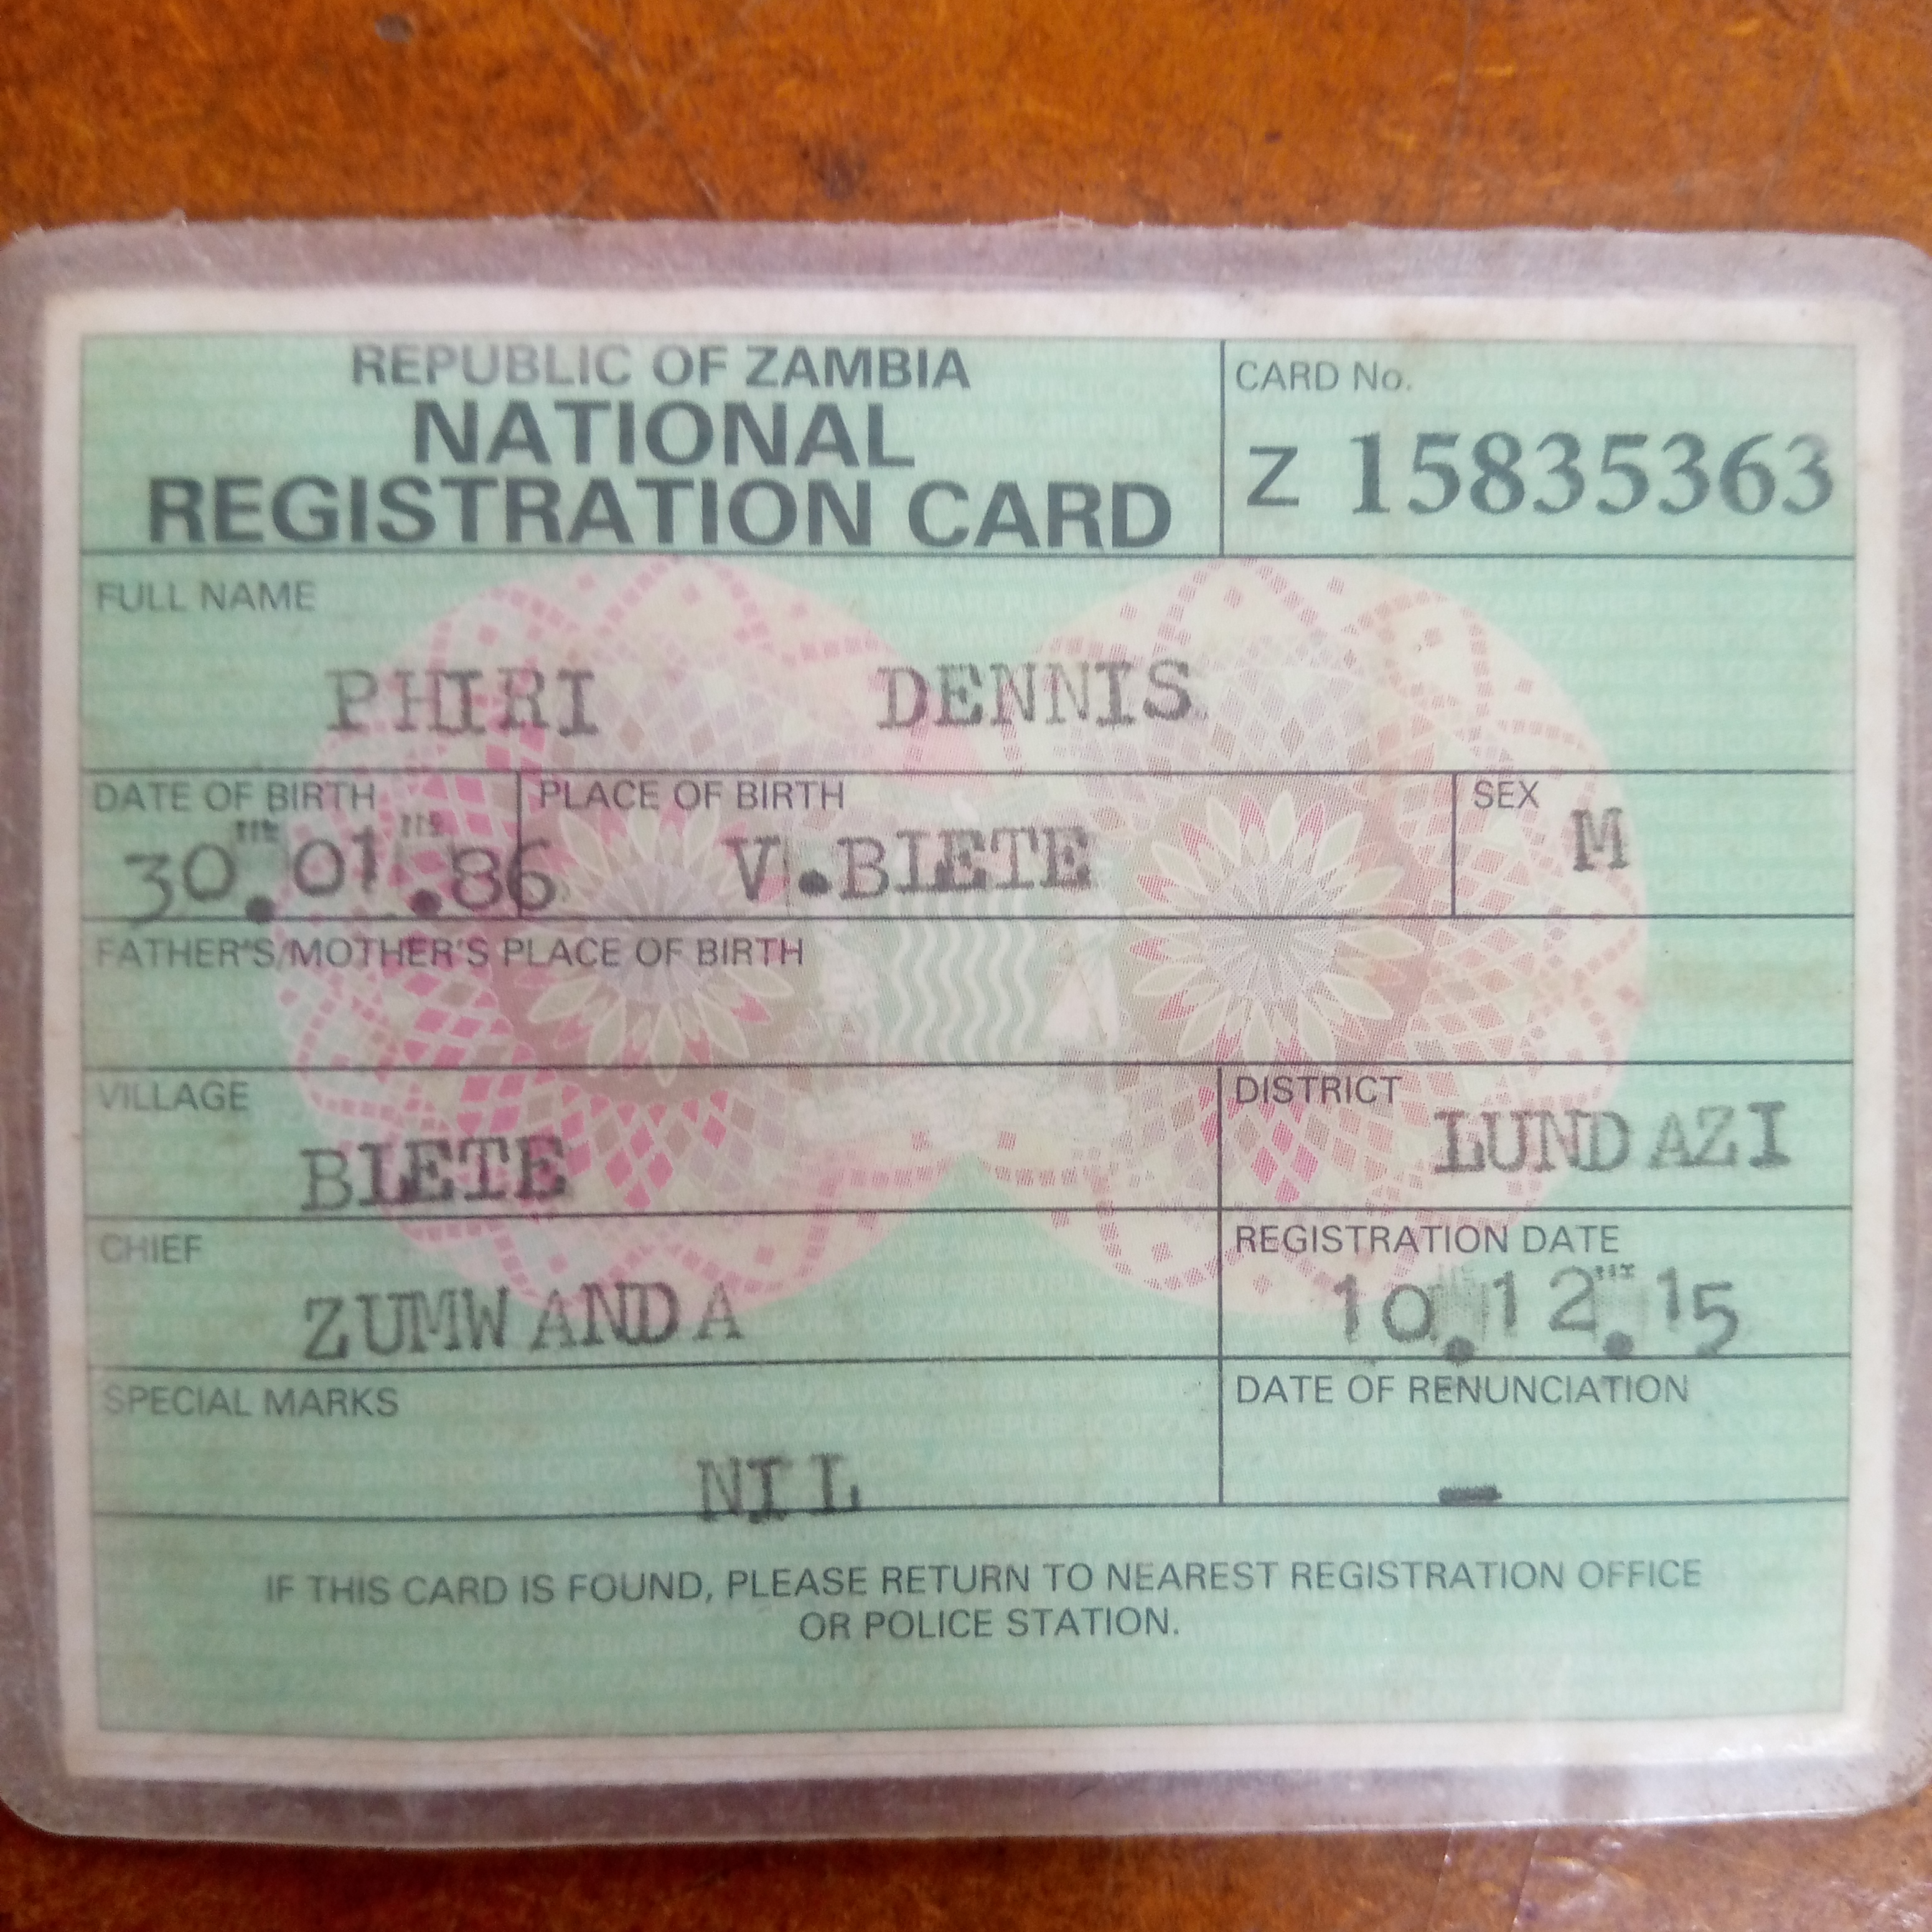 REPUBLIC OF ZAMBIA
NATIONAL
REGISTRATION CARD
CARD No.
Z 15835363
FULL NAME
PHIRI DENNIS
DATE OF BIRTH
30.01.86
PLACE OF BIRTH
V.BIETE
SEX
M
FATHER'S/MOTHER'S PLACE OF BIRTH
VILLAGE
BIETE
DISTRICT
LUNDAZI
CHIEF
ZUMWANDA
REGISTRATION DATE
10.12.15
SPECIAL MARKS
NIL
DATE OF RENUNCIATION
-
IF THIS CARD IS FOUND, PLEASE RETURN TO NEAREST REGISTRATION OFFICE
OR POLICE STATION.